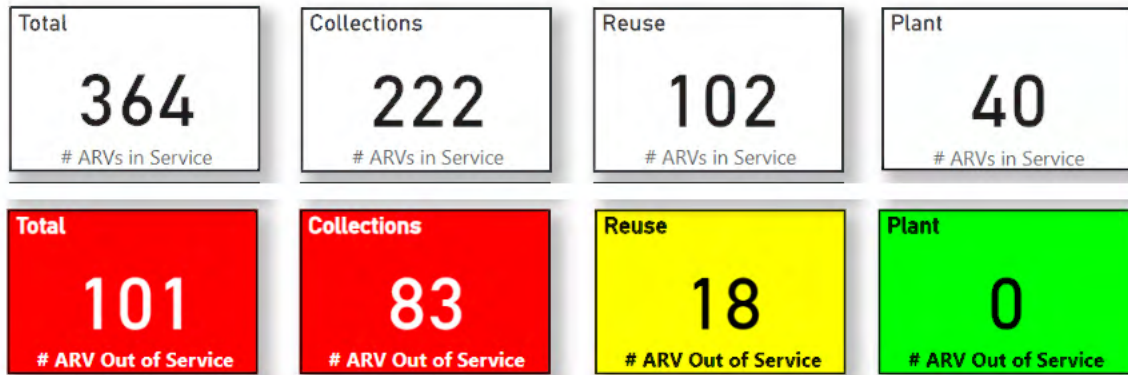 Total Collections Reuse Plant
364 222 102 40
# ARVs in Service # ARVs in Service # ARVs in Service # ARVs in Service
Total Collections Reuse Plant
101 83 18 0
# ARV Out of Service # ARV Out of Service # ARV Out of Service # ARV Out of Service